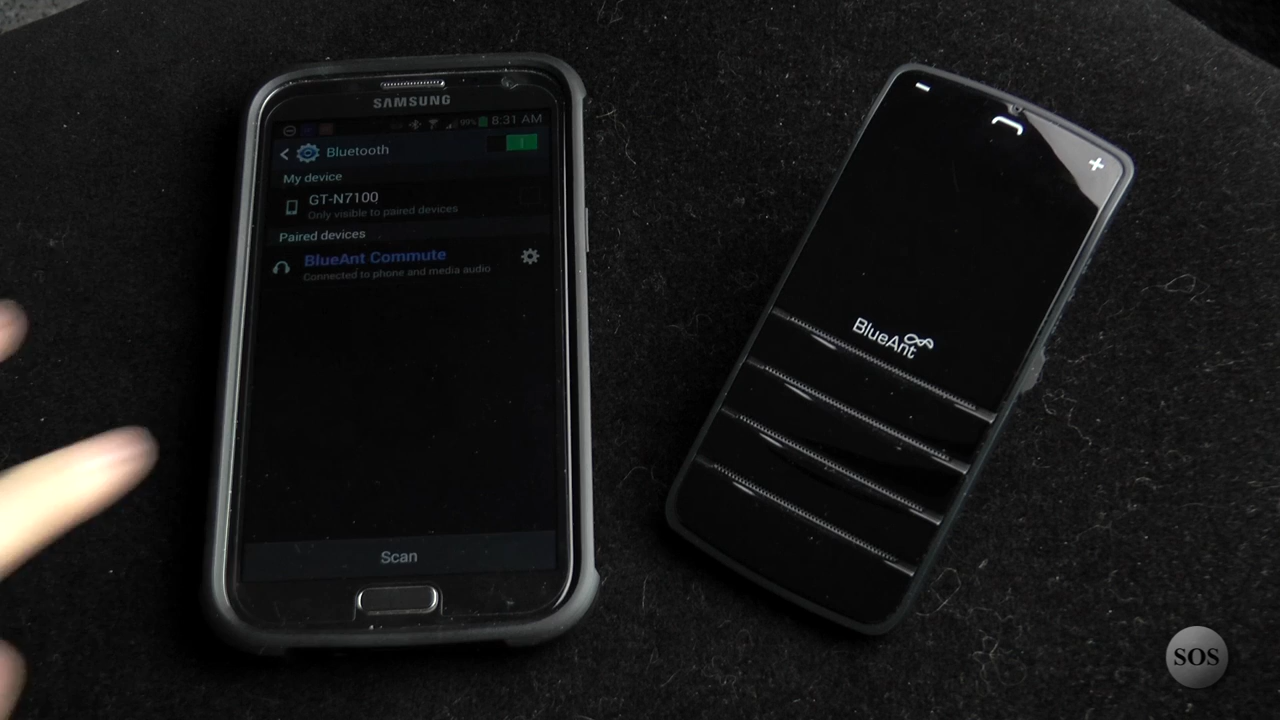 SAMSUNG
99% 8:31 AM
Bluetooth
My device
GT-N7100
Only visible to paired devices
Paired devices
BlueAnt Commute
Connected to phone and media audio
Scan
BlueAnt
SOS